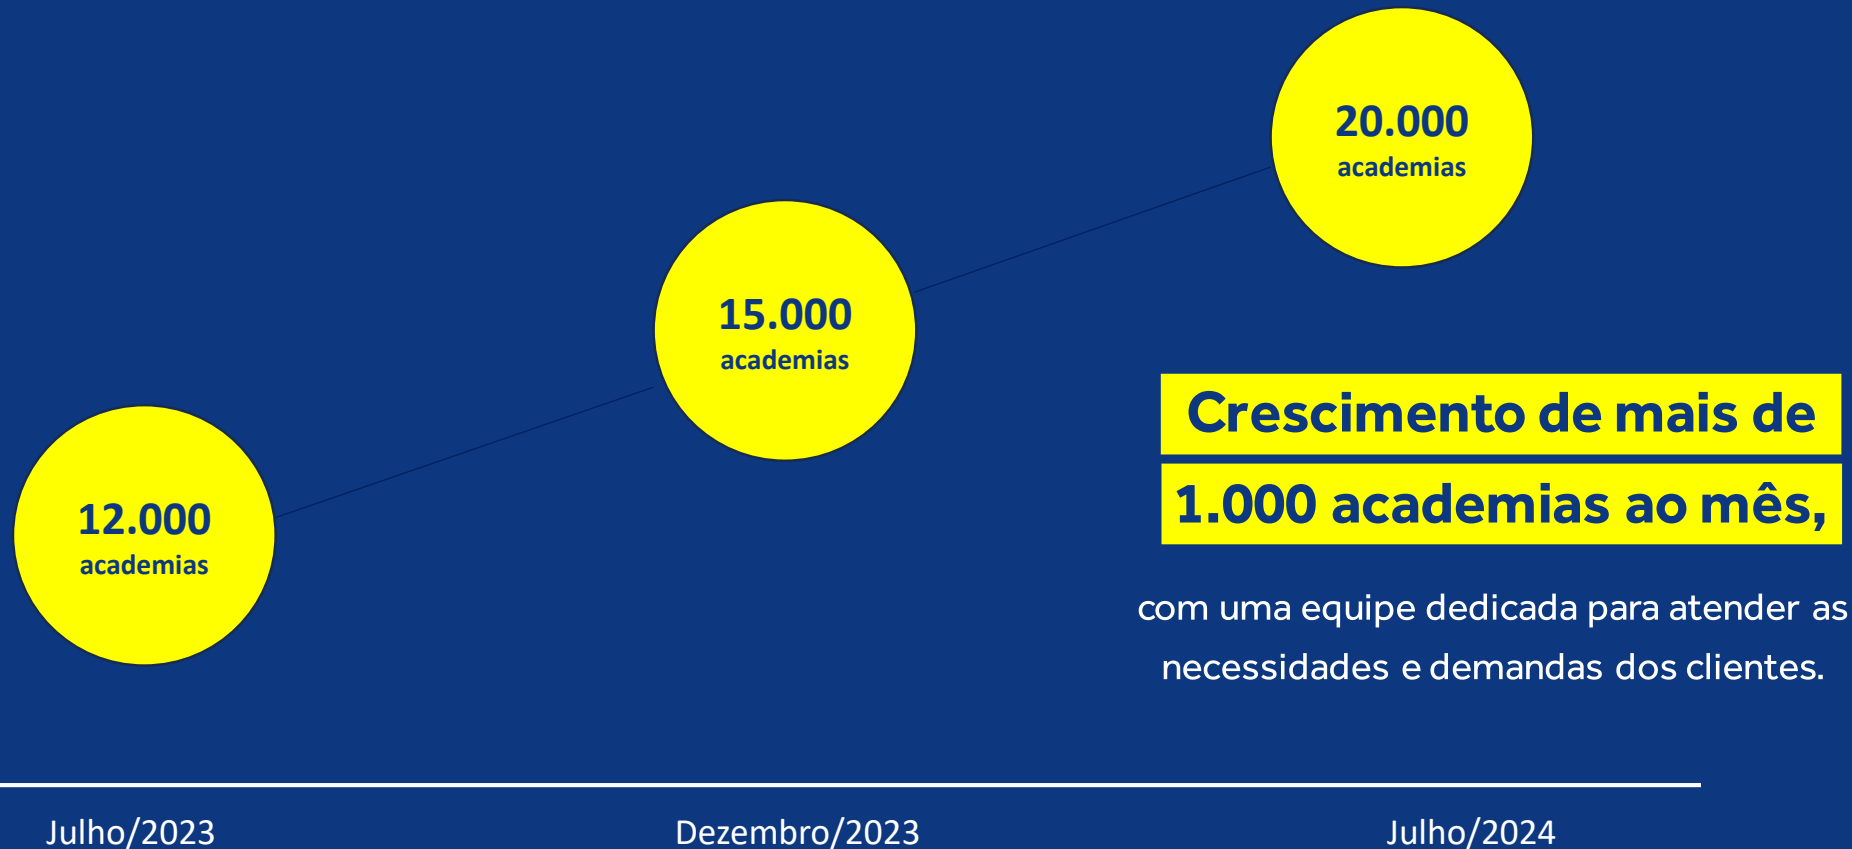 20.000
academias
15.000
academias
12.000
academias
Crescimento de mais de
1.000 academias ao mês,
com uma equipe dedicada para atender as
necessidades e demandas dos clientes.
Julho/2023
Dezembro/2023
Julho/2024